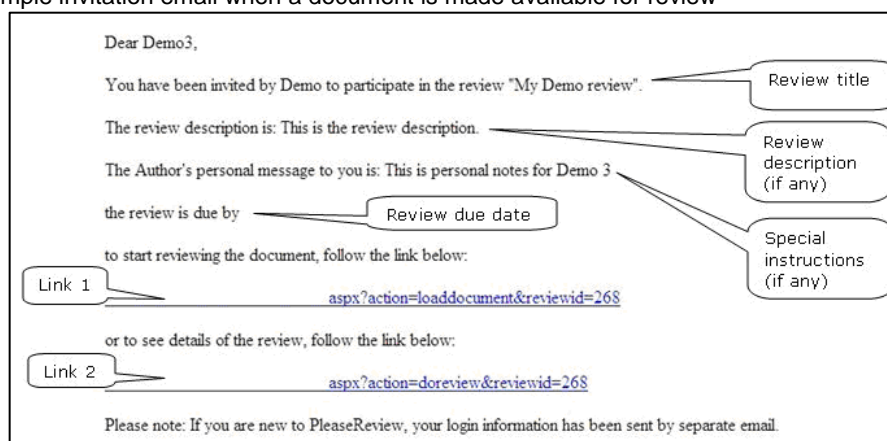 mple invitation email when a document is made available for review
Dear Demo3,
You have been invited by Demo to participate in the review "My Demo review".
Review title
The review description is: This is the review description.
Review
description
(if any)
The Author's personal message to you is: This is personal notes for Demo 3
the review is due by
Review due date
Special
instructions
(if any)
to start reviewing the document, follow the link below:
Link 1
aspx?action=loaddocument&reviewid=268
or to see details of the review, follow the link below:
Link 2
aspx?action=doreview&reviewid=268
Please note: If you are new to PleaseReview, your login information has been sent by separate email.